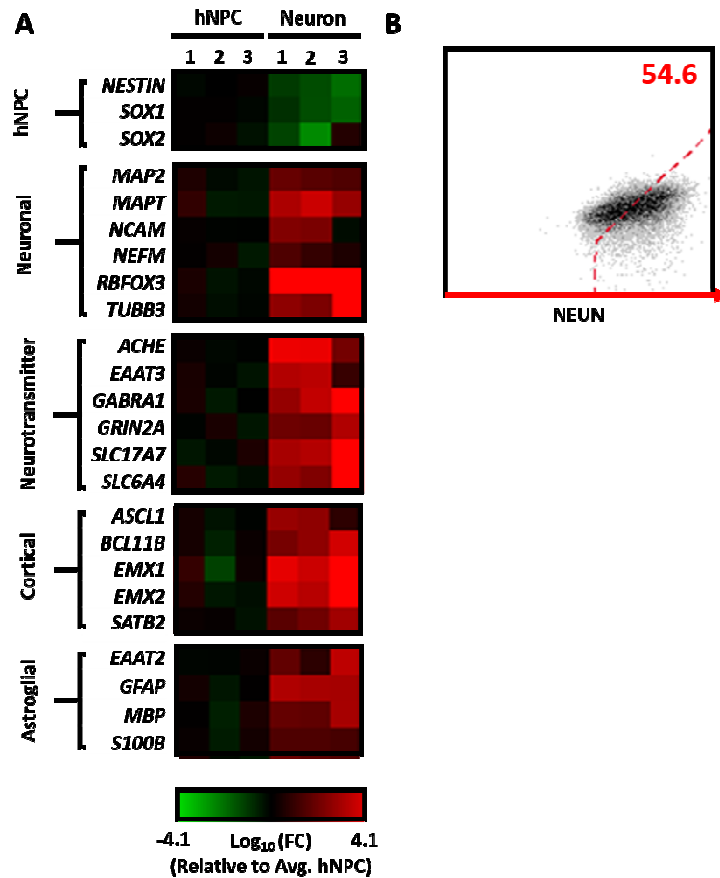 A
hNPC Neuron
1 2 3 1 2 3
hNPC
NESTIN
SOX1
SOX2
Neuronal
MAP2
MAPT
NCAM
NEFM
RBFOX3
TUBB3
Neurotransmitter
ACHE
EAAT3
GABRA1
GRIN2A
SLC17A7
SLC6A4
Cortical
ASCL1
BCL11B
EMX1
EMX2
SATB2
Astroglial
EAAT2
GFAP
MBP
S100B
-4.1 Log10(FC) 4.1
(Relative to Avg. hNPC)
B
54.6
NEUN